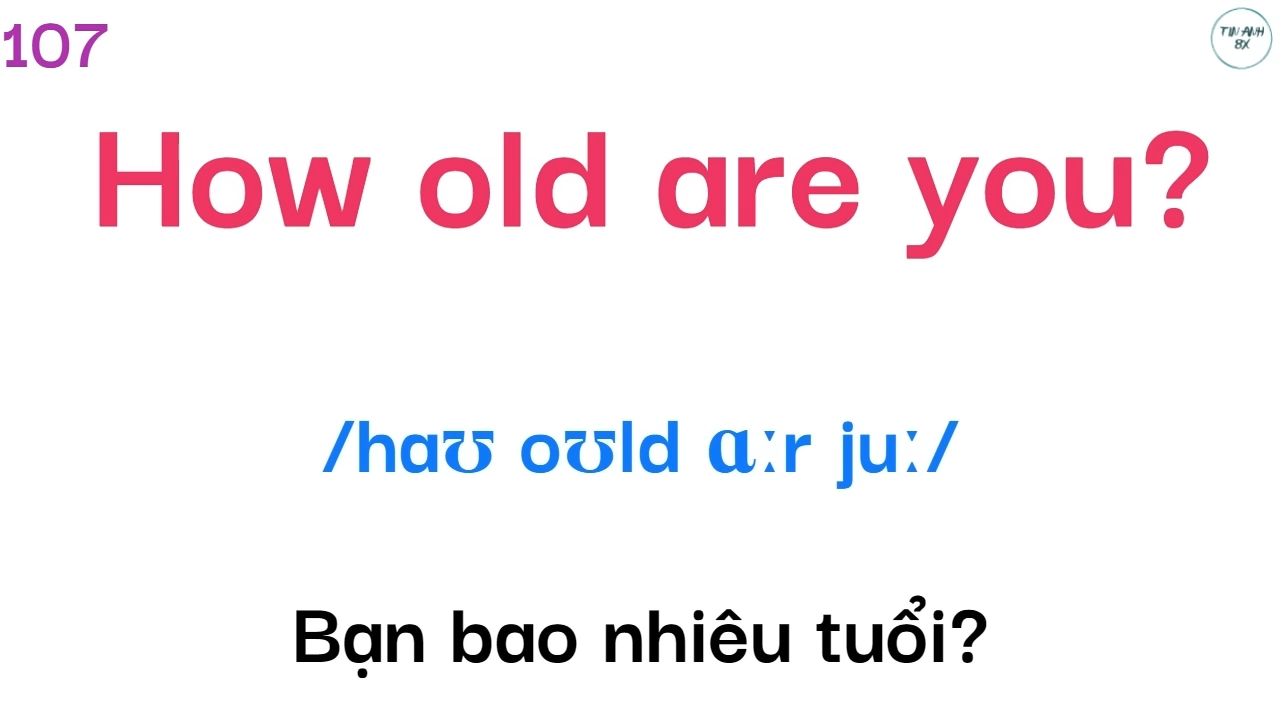 107
TIN ANH
8X
How old are you?
/haʊ oʊld ɑːr juː/
Bạn bao nhiêu tuổi?